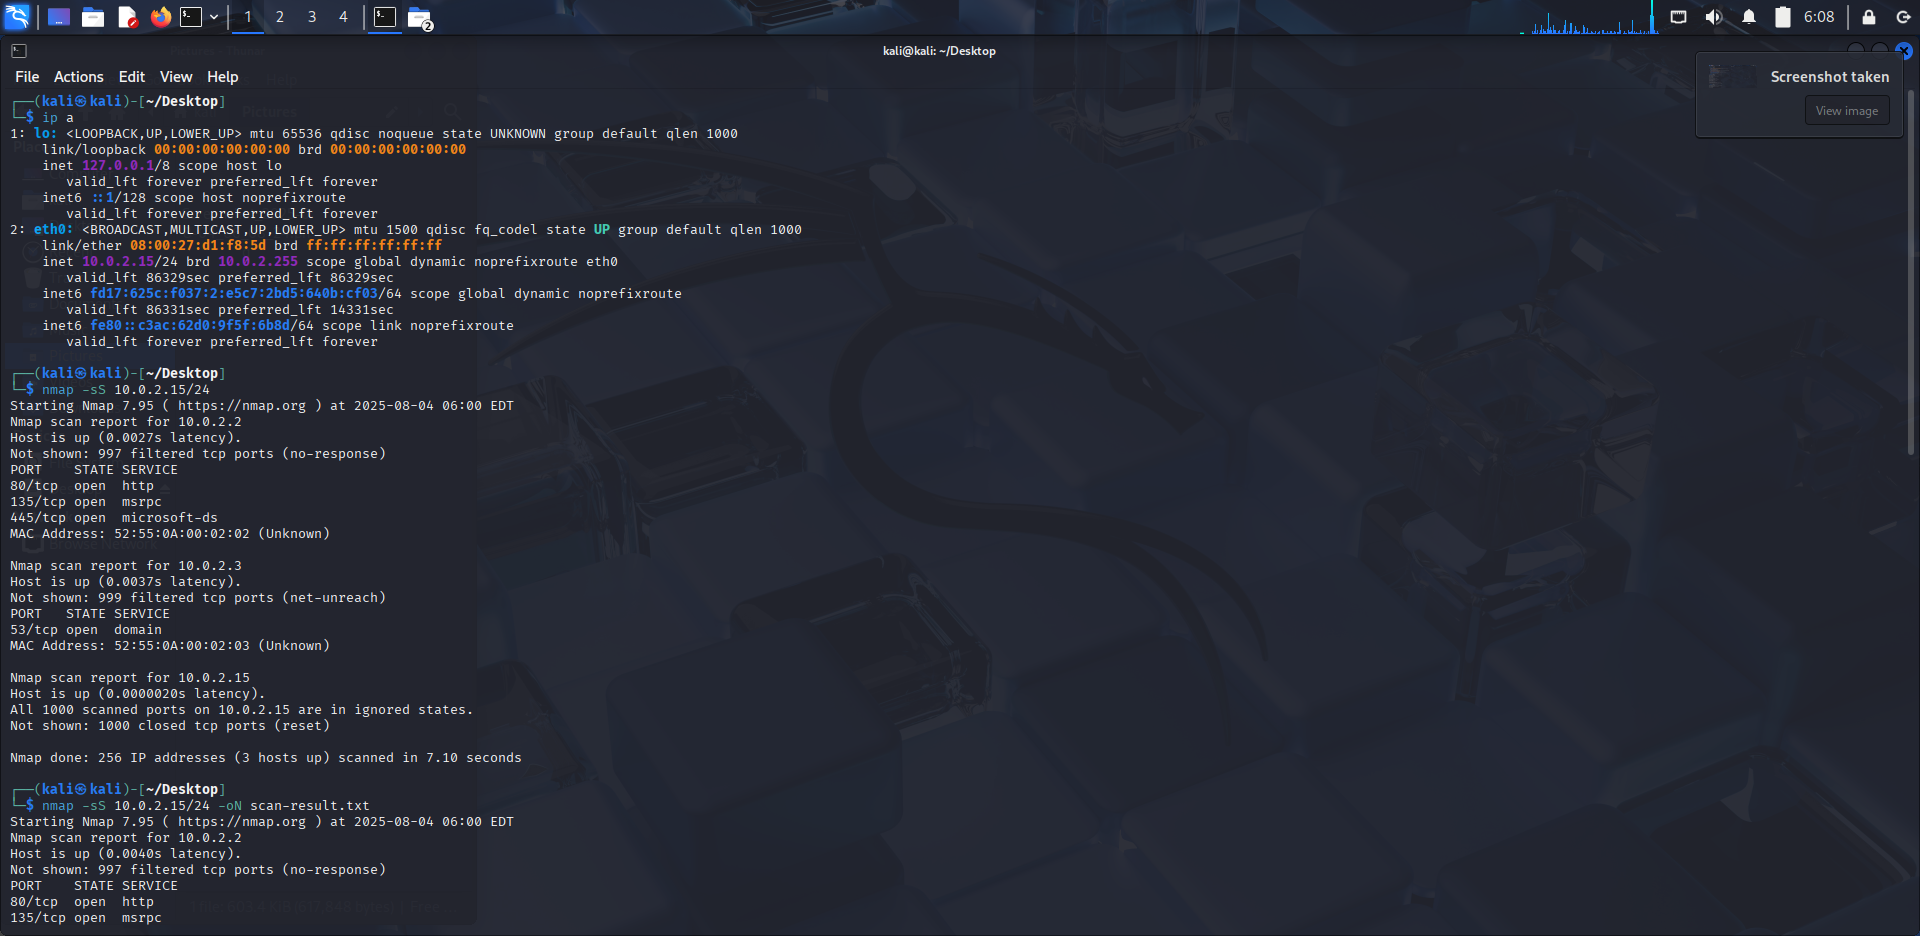 1 2 3 4
2
6:08
kali@kali: ~/Desktop
File Actions Edit View Help
Screenshot taken
View image
┌──(kali㉿kali)-[~/Desktop]
└─$ ip a
1: lo: <LOOPBACK,UP,LOWER_UP> mtu 65536 qdisc noqueue state UNKNOWN group default qlen 1000
    link/loopback 00:00:00:00:00:00 brd 00:00:00:00:00:00
    inet 127.0.0.1/8 scope host lo
       valid_lft forever preferred_lft forever
    inet6 ::1/128 scope host noprefixroute
       valid_lft forever preferred_lft forever
2: eth0: <BROADCAST,MULTICAST,UP,LOWER_UP> mtu 1500 qdisc fq_codel state UP group default qlen 1000
    link/ether 08:00:27:d1:f8:5d brd ff:ff:ff:ff:ff:ff
    inet 10.0.2.15/24 brd 10.0.2.255 scope global dynamic noprefixroute eth0
       valid_lft 86329sec preferred_lft 86329sec
    inet6 fd17:625c:f037:2:e5c7:2bd5:640b:cf03/64 scope global dynamic noprefixroute
       valid_lft 86331sec preferred_lft 14331sec
    inet6 fe80::c3ac:62d0:9f5f:6b8d/64 scope link noprefixroute
       valid_lft forever preferred_lft forever
┌──(kali㉿kali)-[~/Desktop]
└─$ nmap -sS 10.0.2.15/24
Starting Nmap 7.95 ( https://nmap.org ) at 2025-08-04 06:00 EDT
Nmap scan report for 10.0.2.2
Host is up (0.0027s latency).
Not shown: 997 filtered tcp ports (no-response)
PORT    STATE SERVICE
80/tcp  open  http
135/tcp open  msrpc
445/tcp open  microsoft-ds
MAC Address: 52:55:0A:00:02:02 (Unknown)
Nmap scan report for 10.0.2.3
Host is up (0.0037s latency).
Not shown: 999 filtered tcp ports (net-unreach)
PORT   STATE SERVICE
53/tcp open  domain
MAC Address: 52:55:0A:00:02:03 (Unknown)
Nmap scan report for 10.0.2.15
Host is up (0.0000020s latency).
All 1000 scanned ports on 10.0.2.15 are in ignored states.
Not shown: 1000 closed tcp ports (reset)
Nmap done: 256 IP addresses (3 hosts up) scanned in 7.10 seconds
┌──(kali㉿kali)-[~/Desktop]
└─$ nmap -sS 10.0.2.15/24 -oN scan-result.txt
Starting Nmap 7.95 ( https://nmap.org ) at 2025-08-04 06:00 EDT
Nmap scan report for 10.0.2.2
Host is up (0.0040s latency).
Not shown: 997 filtered tcp ports (no-response)
PORT    STATE SERVICE
80/tcp  open  http
135/tcp open  msrpc